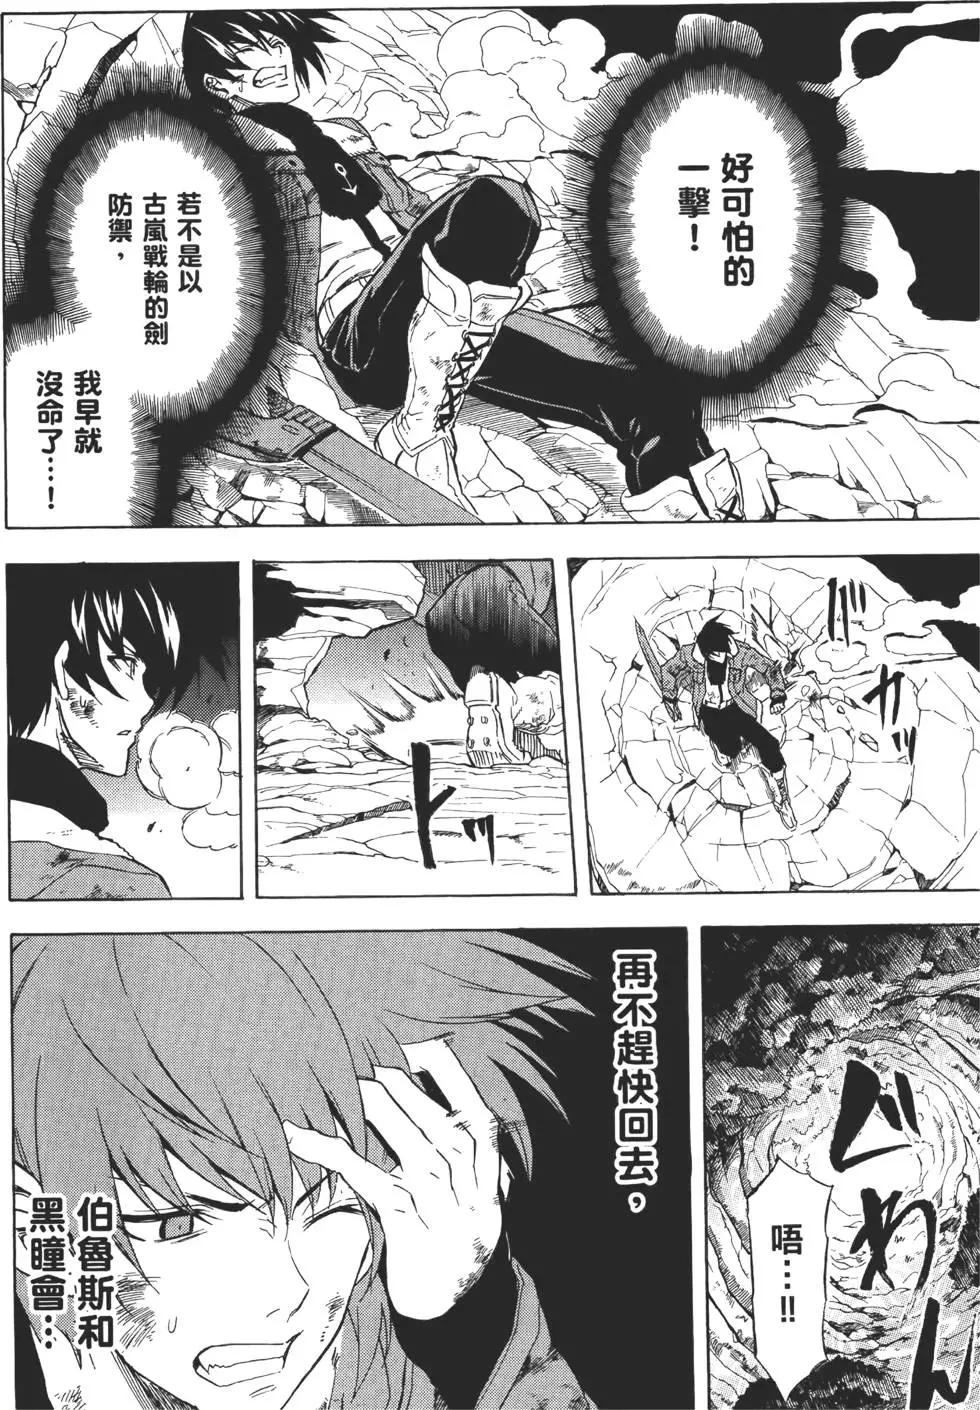 好可怕的
一擊！
若不是以
古嵐戰輪的劍
防禦，
我早就
沒命了…！
ガガッ
ドッ
ぐわん
唔…!!
再不趕快回去，
伯魯斯和
黑瞳會…